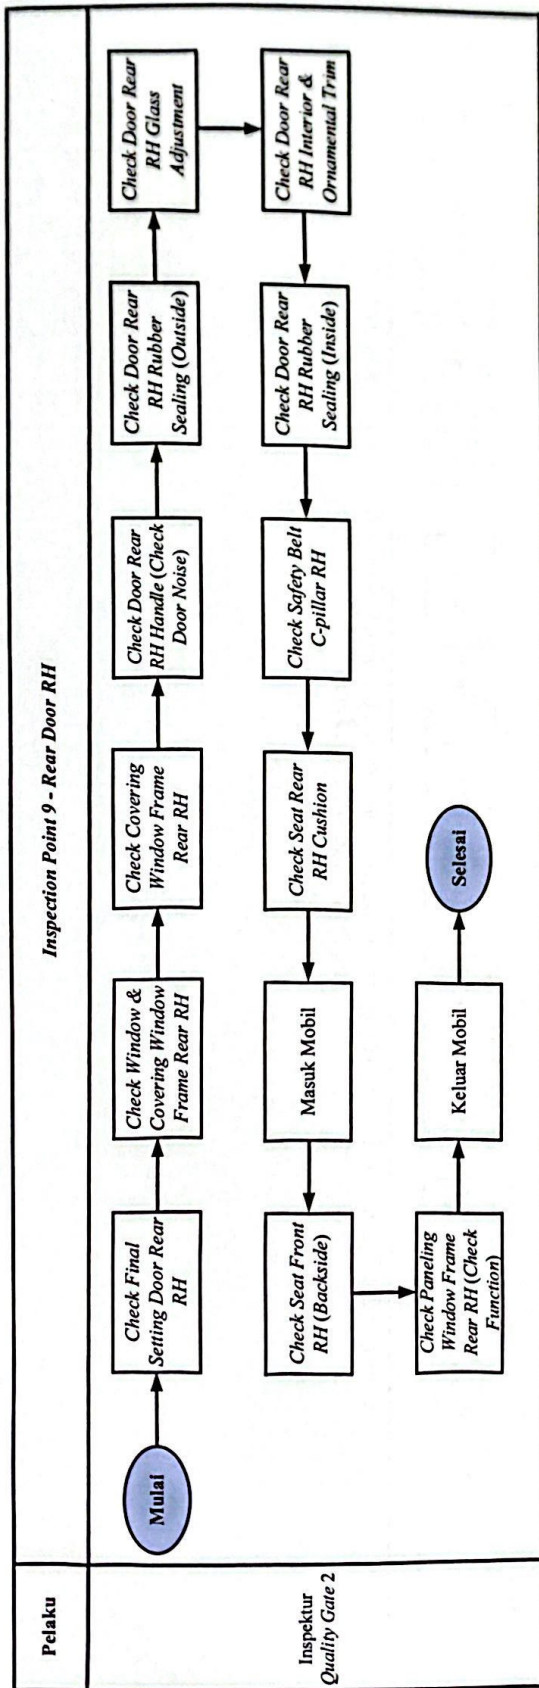 Pelaku
Inspection Point 9 - Rear Door RH
Inspektur
Quality Gate 2
Mulai
Check Final
Setting Door Rear
RH
Check Window &
Covering Window
Frame Rear RH
Check Covering
Window Frame
Rear RH
Check Door Rear
RH Handle (Check
Door Noise)
Check Door Rear
RH Rubber
Sealing (Outside)
Check Door Rear
RH Glass
Adjustment
Check Door Rear
RH Interior &
Ornamental Trim
Check Door Rear
RH Rubber
Sealing (Inside)
Check Safety Belt
C-pillar RH
Check Seat Rear
RH Cushion
Masuk Mobil
Check Seat Front
RH (Backside)
Check Paneling
Window Frame
Rear RH (Check
Function)
Keluar Mobil
Selesai